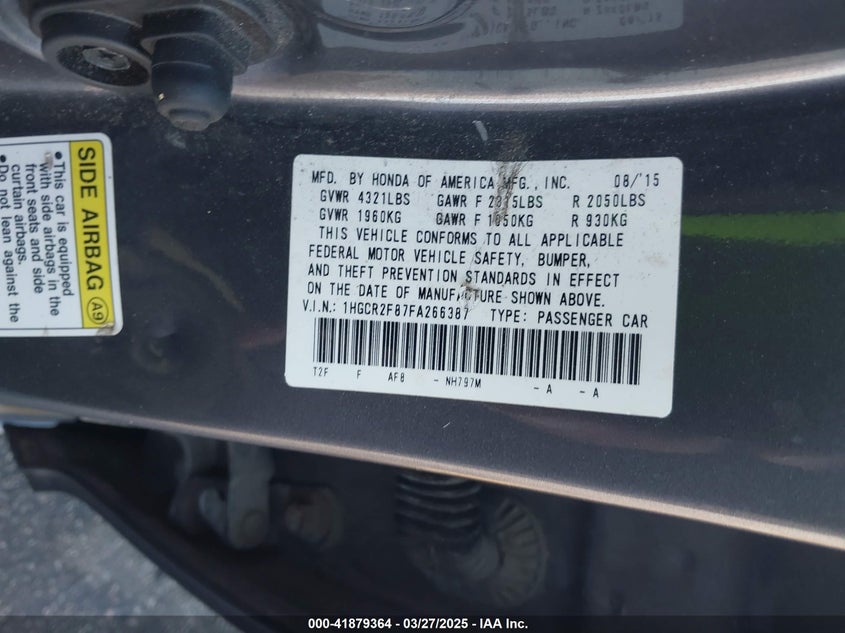 SIDE AIRBAG A9
•This car is equipped
with side airbags in the
front seats and side
curtain airbags.
•Do not lean against the
MFD. BY HONDA OF AMERICA MFG., INC. 08/'15
GVWR 4321LBS GAWR F 2315LBS R 2050LBS
GVWR 1960KG GAWR F 1050KG R 930KG
THIS VEHICLE CONFORMS TO ALL APPLICABLE
FEDERAL MOTOR VEHICLE SAFETY, BUMPER,
AND THEFT PREVENTION STANDARDS IN EFFECT
ON THE DATE OF MANUFACTURE SHOWN ABOVE.
V.I.N.: 1HGCR2F87FA266387 TYPE: PASSENGER CAR
T2F F AF8 - NH797M - A - A
000-41879364 | 03/27/2025 - IAA Inc.